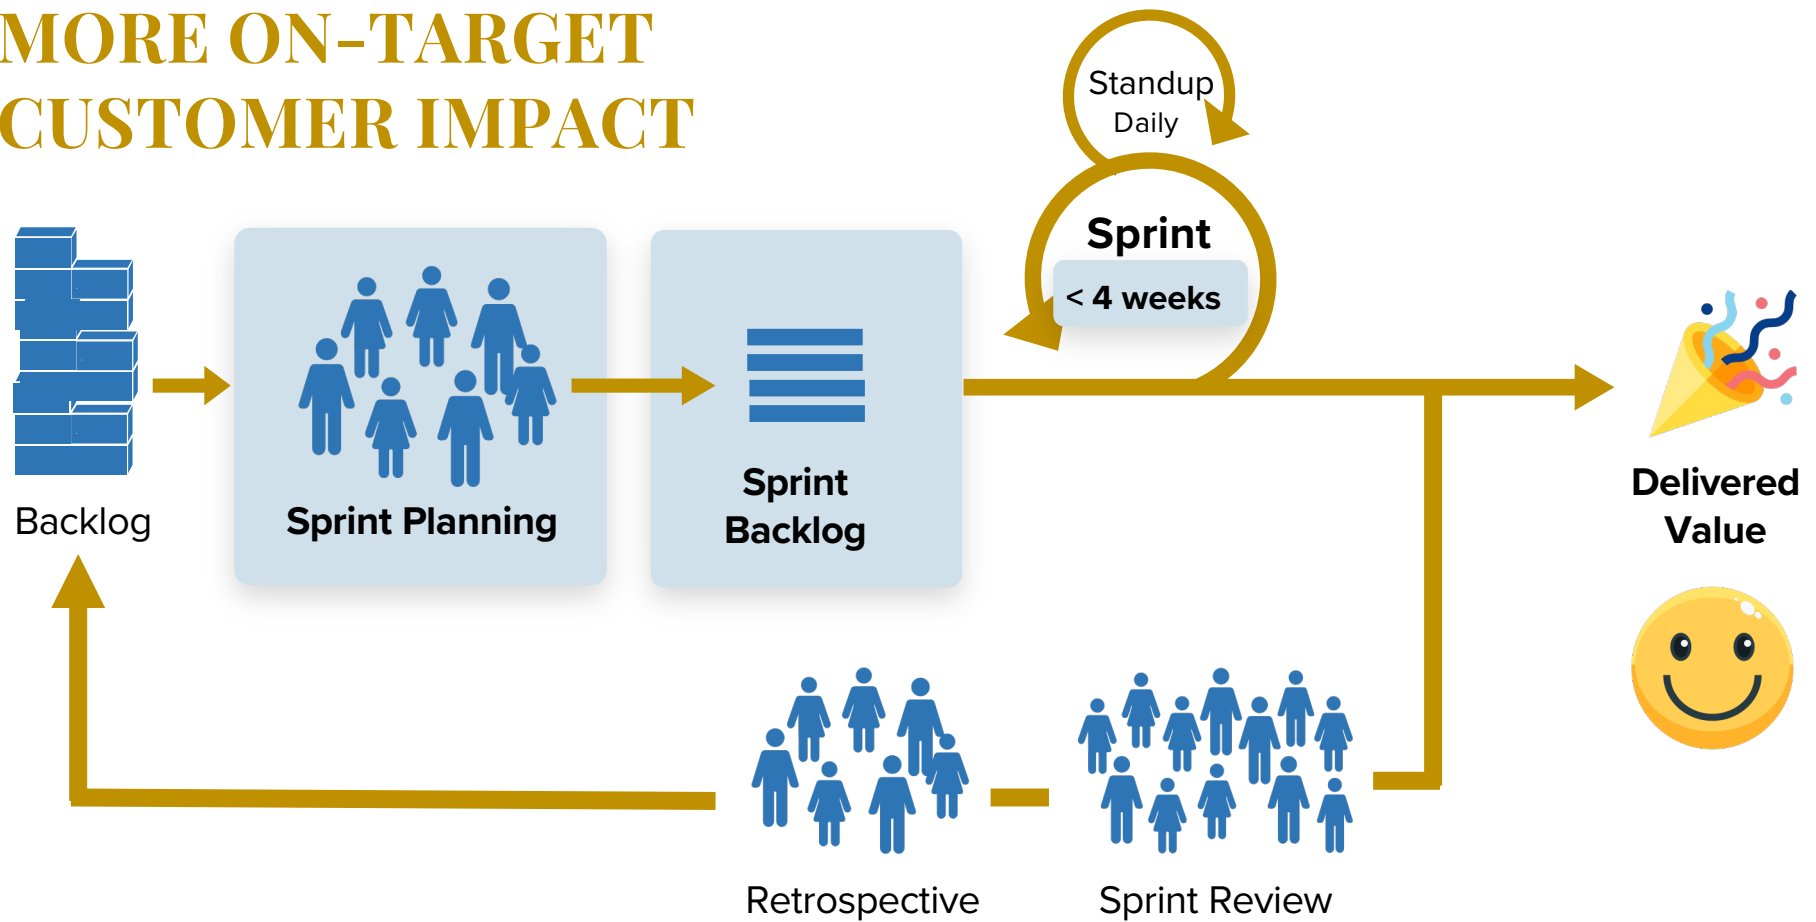 MORE ON-TARGET
CUSTOMER IMPACT
Standup
Daily
Sprint
< 4 weeks
Backlog
Sprint Planning
Sprint
Backlog
Delivered
Value
Retrospective
Sprint Review